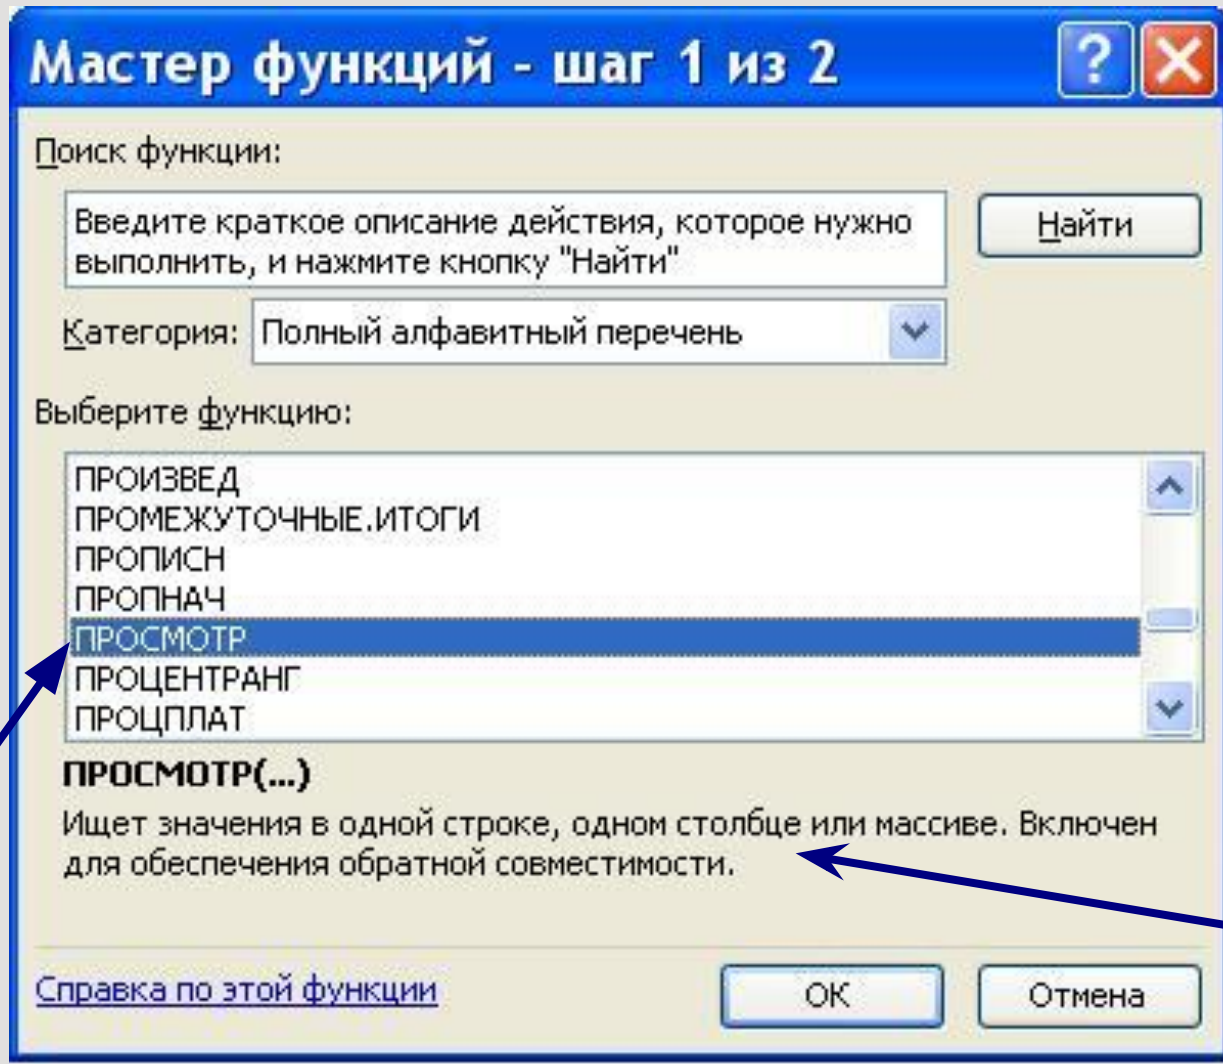 Мастер функций - шаг 1 из 2
Поиск функции:
Введите краткое описание действия, которое нужно
выполнить, и нажмите кнопку "Найти"
Найти
Категория: Полный алфавитный перечень
Выберите функцию:
ПРОИЗВЕД
ПРОМЕЖУТОЧНЫЕ.ИТОГИ
ПРОПИСН
ПРОПНАЧ
ПРОСМОТР
ПРОЦЕНТРАНГ
ПРОЦПЛАТ
ПРОСМОТР(...)
Ищет значения в одной строке, одном столбце или массиве. Включен
для обеспечения обратной совместимости.
Справка по этой функции
ОК
Отмена